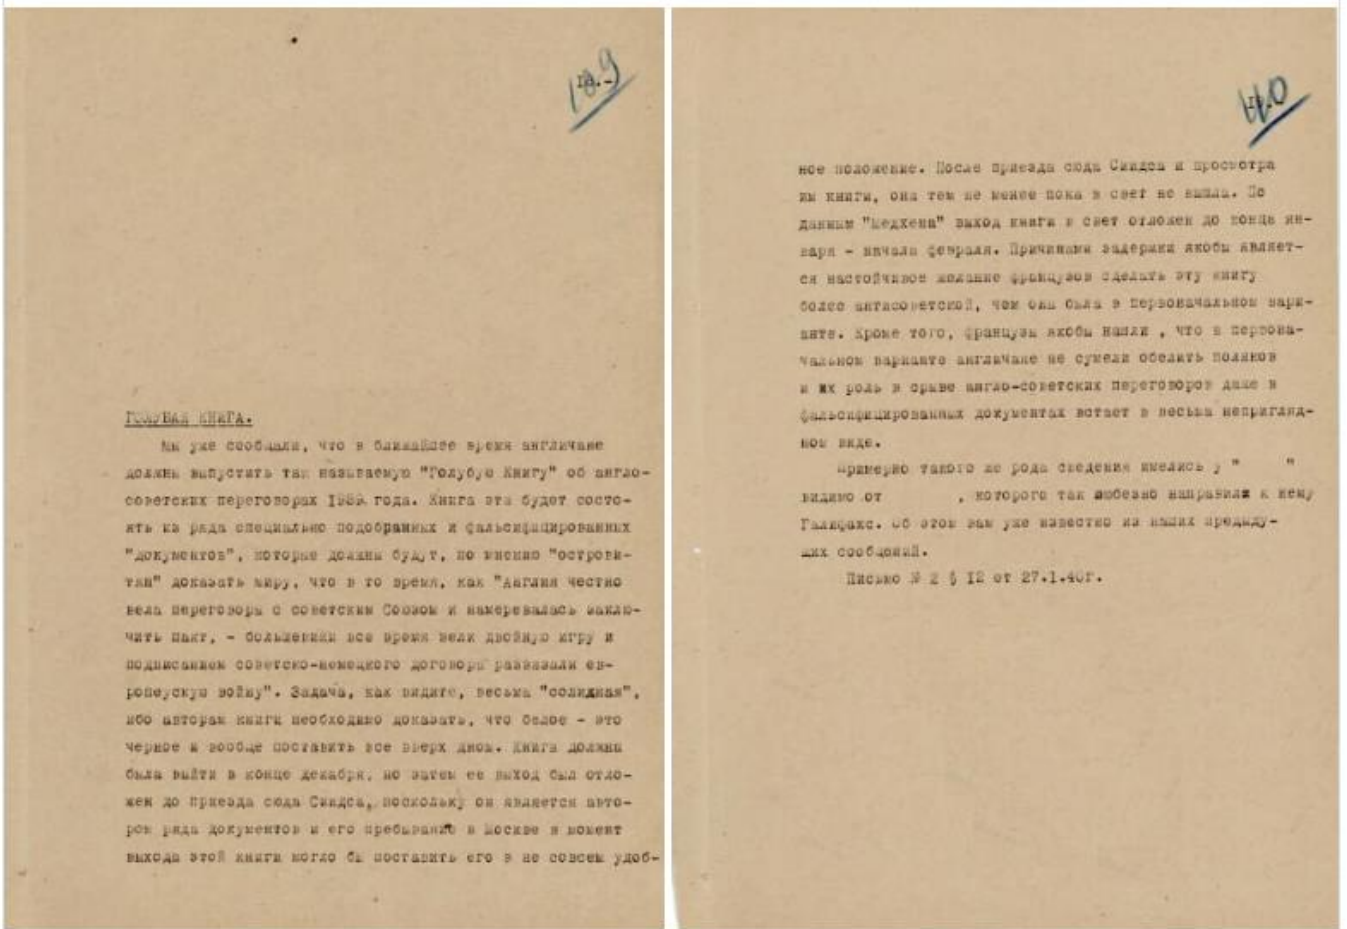 109
ГОЛУБАЯ КНИГА.
Мы уже сообщали, что в ближайшее время англичане
должны выпустить так называемую "Голубую Книгу" об англо-
советских переговорах 1939 года. Книга эта будет состо-
ять из ряда специально подобранных и фальсифицированных
"документов", которые должны будут, по мнению "острови-
тян" доказать миру, что в то время, как "Англия честно
вела переговоры с советским Союзом и намеревалась заклю-
чить пакт, - большевики все время вели двойную игру и
подписанием советско-немецкого договора развязали ев-
ропеускую войну". Задача, как видите, весьма "солидная",
ибо авторам книги необходимо доказать, что белое - это
черное и вообще поставить все вверх дном. Книга должна
была выйти в конце декабря, но затем ее выход был отло-
жен до приезда сюда Сиидса, поскольку он является авто-
ром ряда документов и его пребывание в Москве в момент
выхода этой книги могло бы поставить его в не совсем удоб-
110
ное положение. После приезда сюда Сиидса и просмотра
им книги, она тем не менее пока в свет не вышла. По
данным "Медхена" выход книги в свет отложен до конца ян-
варя - начала февраля. Причинами задержки якобы являет-
ся настойчивое желание французов сделать эту книгу
более антисоветской, чем она была в первоначальном вари-
анте. Кроме того, французы якобы нашли , что в первона-
чальном варианте англичане не сумели обелить поляков
и их роль в срыве англо-советских переговоров даже в
фальсифицированных документах встает в весьма непригляд-
ном виде.
Примерно такого же рода сведения имелись у " "
видимо от , которого так любезно направили к нему
Галифакс. Об этом вам уже известно из наших предыду-
щих сообщений.
Письмо № 2 § 12 от 27.1.40г.